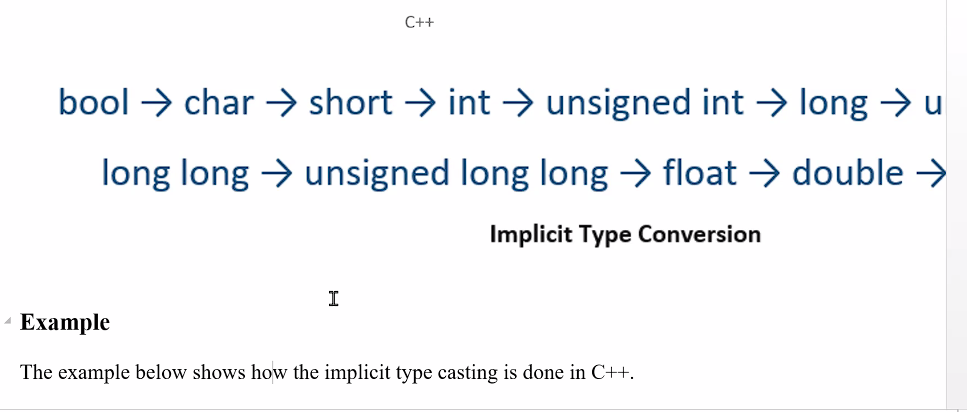 C++
bool → char → short → int → unsigned int → long → u
long long → unsigned long long → float → double →
Implicit Type Conversion
Example
The example below shows how the implicit type casting is done in C++.